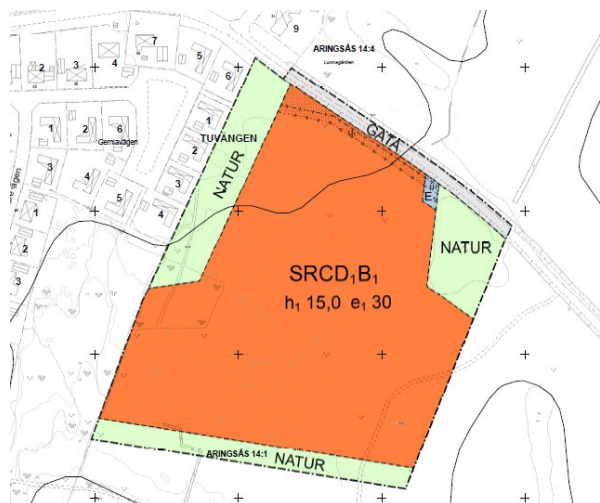 9
ARINGSÅS 14:4
Lunnagården
7
2
3
4
5
6
GATA
1
1
2
6
TUVÄNGEN
2
Gemlavägen
3
NATUR
E
4
3
5
4
1
NATUR
2
SRCD₁B₁
h₁ 15,0 e₁ 30
3
ARINGSÅS 14:1
NATUR